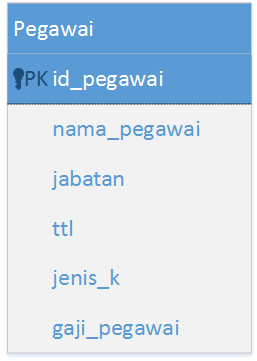 Pegawai
PK id_pegawai
nama_pegawai
jabatan
ttl
jenis_k
gaji_pegawai